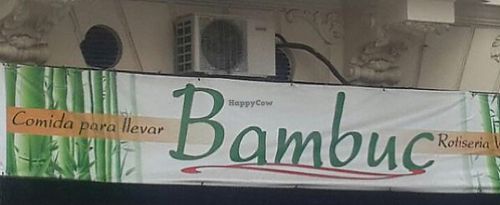 Comida para llevar
Bambuc
Rotiseria V
HappyCow